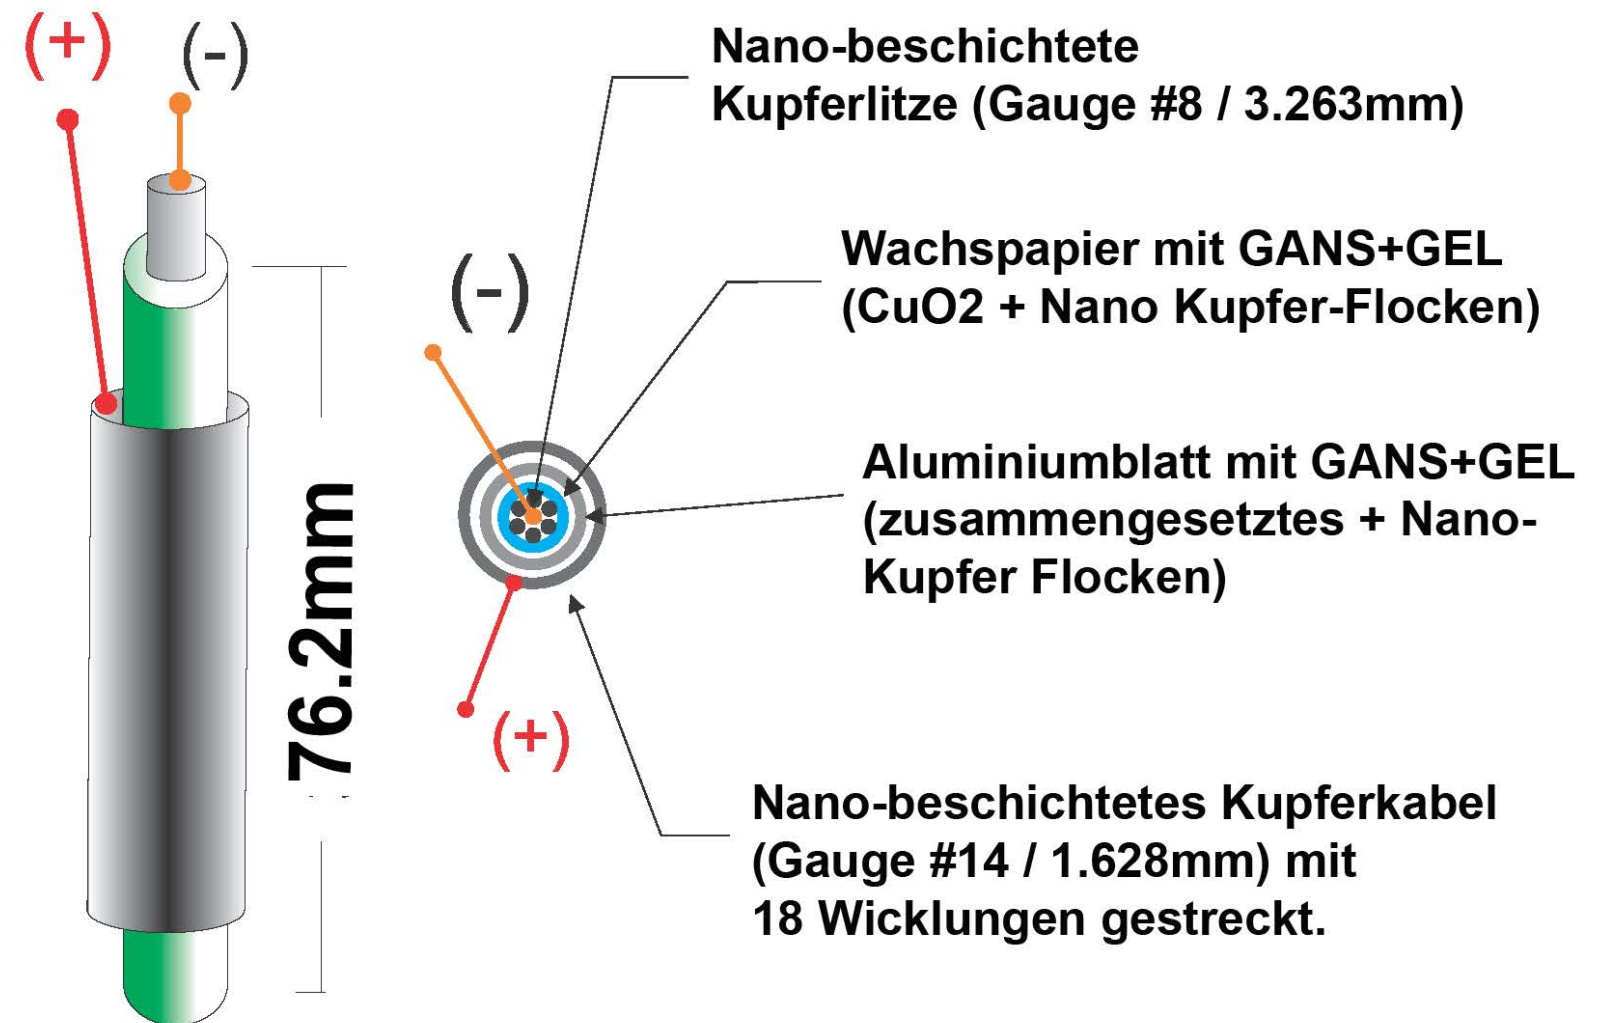 (+)
(-)
Nano-beschichtete
Kupferlitze (Gauge #8 / 3.263mm)
Wachspapier mit GANS+GEL
(CuO2 + Nano Kupfer-Flocken)
(-)
76.2mm
Aluminiumblatt mit GANS+GEL
(zusammengesetztes + Nano-
Kupfer Flocken)
(+)
Nano-beschichtetes Kupferkabel
(Gauge #14 / 1.628mm) mit
18 Wicklungen gestreckt.